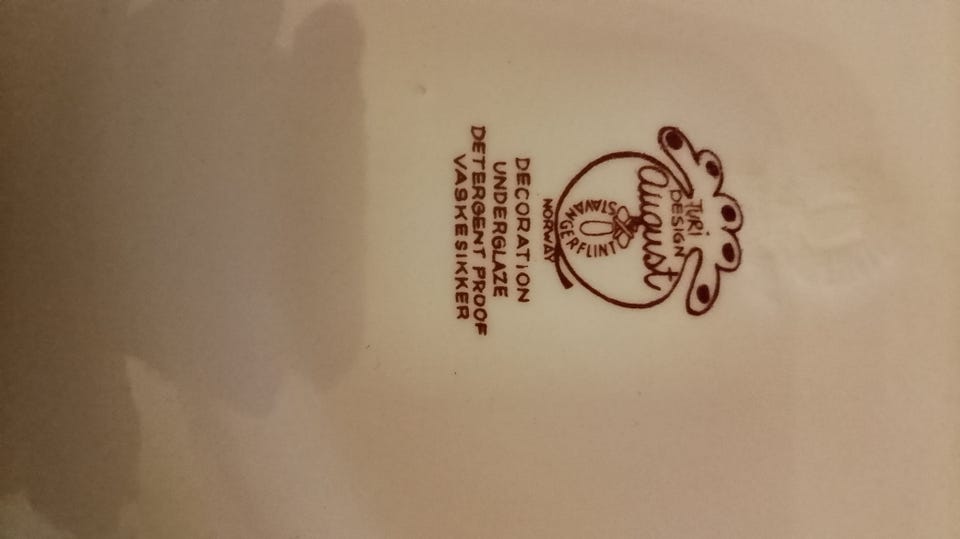 TURi
DESIGN
august
STAVANGERFLINT
NORWAY
DECORATiON
UNDERGLAZE
DETERGENT PROOF
VASKESIKKER